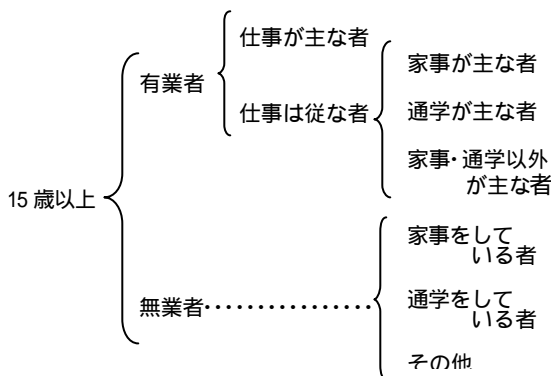 仕事が主な者
家事が主な者
有業者
通学が主な者
仕事は従な者
家事・通学以外
が主な者
15 歳以上
家事をして
いる者
通学をして
いる者
無業者・・・・・・・・・・・・・・・・
その他